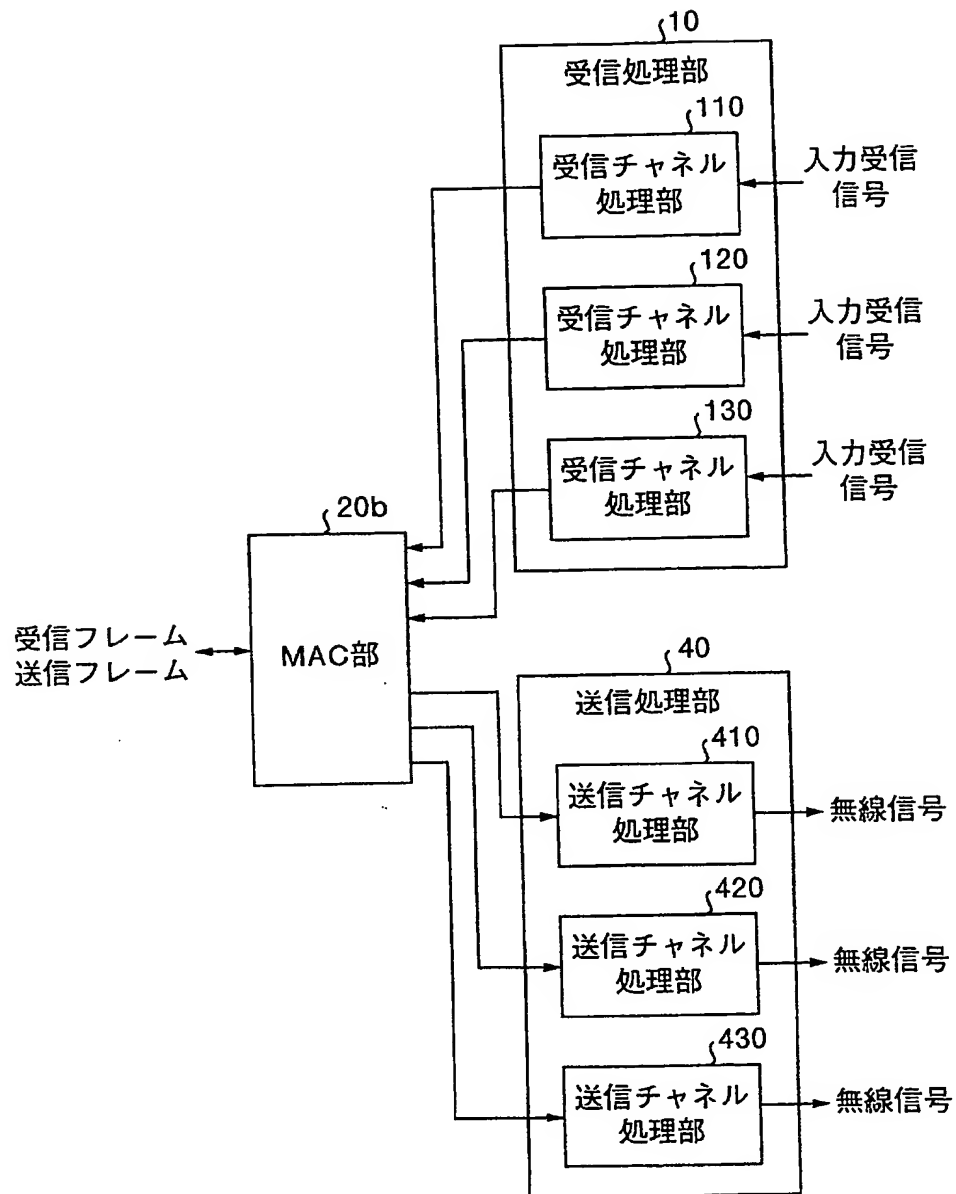 10
受信処理部
110
受信チャネル
処理部
入力受信
信号
120
受信チャネル
処理部
入力受信
信号
130
受信チャネル
処理部
入力受信
信号
20b
MAC部
受信フレーム
送信フレーム
40
送信処理部
410
送信チャネル
処理部
無線信号
420
送信チャネル
処理部
無線信号
430
送信チャネル
処理部
無線信号